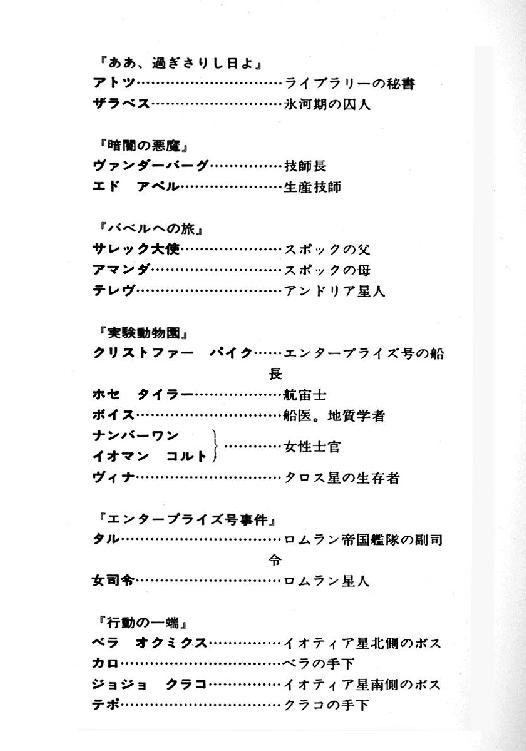 『ああ、過ぎさりし日よ』
アトツ……………………………ライブラリーの秘書
ザラベス…………………………氷河期の囚人
『暗闇の悪魔』
ヴァンダーバーグ……………技師長
エド　アベル…………………生産技師
『バベルへの旅』
サレック大使…………………スポックの父
アマンダ………………………スポックの母
テレヴ…………………………アンドリア星人
『実験動物園』
クリストファー　パイク……エンタープライズ号の船
長
ホセ　タイラー………………航宙士
ボイス…………………………船医。地質学者
ナンバーワン
イオマン　コルト}…………女性士官
ヴィナ…………………………タロス星の生存者
『エンタープライズ号事件』
タル……………………………ロムラン帝国艦隊の副司
令
女司令…………………………ロムラン星人
『行動の一端』
ベラ　オクミクス……………イオティア星北側のボス
カロ……………………………ベラの手下
ジョジョ　クラコ……………イオティア星南側のボス
テポ……………………………クラコの手下